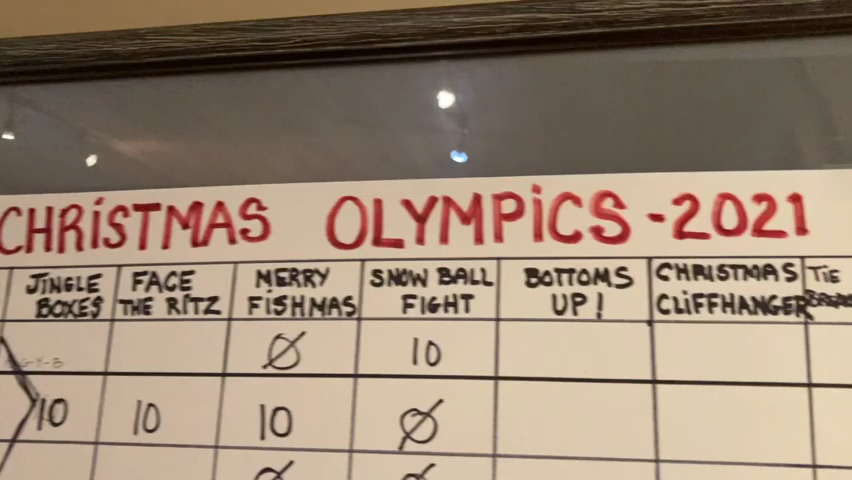 CHRISTMAS OLYMPICS - 2021
JINGLE BOXES FACE THE RITZ MERRY FISHMAS SNOW BALL FIGHT BOTTOMS UP! CHRISTMAS CLIFFHANGER TIE
Ø 10
10 10 10 Ø